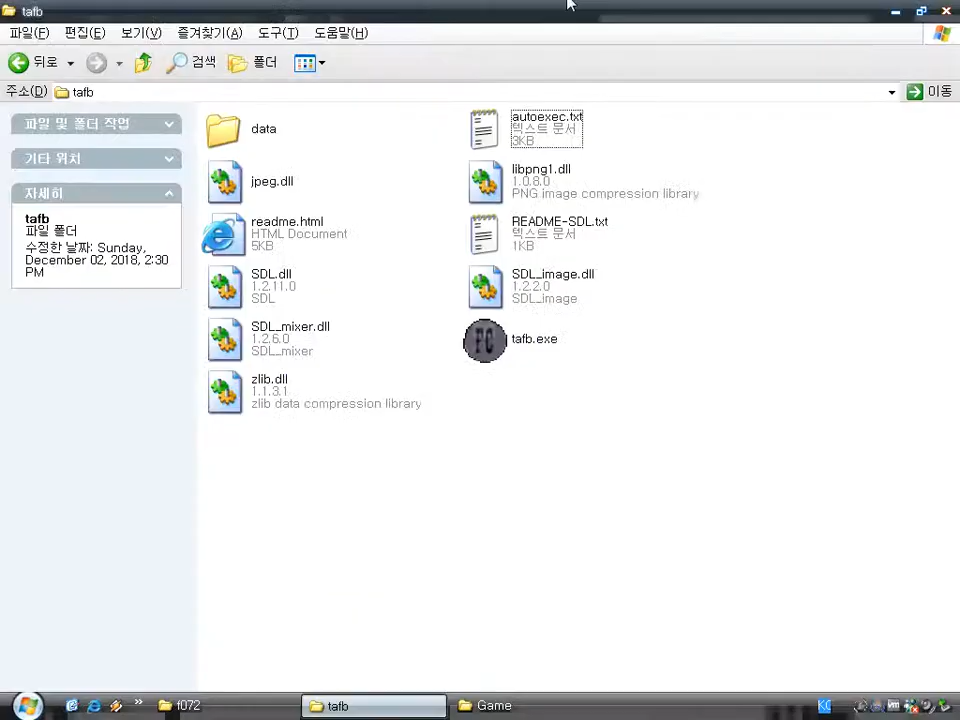 tafb
파일(F)
편집(E)
보기(V)
즐겨찾기(A)
도구(T)
도움말(H)
뒤로
검색
폴더
주소(D)
tafb
이동
파일 및 폴더 작업
기타 위치
자세히
tafb
파일 폴더
수정한 날짜: Sunday,
December 02, 2018, 2:30
PM
data
autoexec.txt
텍스트 문서
3KB
jpeg.dll
libpng1.dll
1.0.8.0
PNG image compression library
readme.html
HTML Document
5KB
README-SDL.txt
텍스트 문서
1KB
SDL.dll
1.2.11.0
SDL
SDL_image.dll
1.2.2.0
SDL_image
SDL_mixer.dll
1.2.6.0
SDL_mixer
FC
tafb.exe
zlib.dll
1.1.3.1
zlib data compression library
f072
tafb
Game